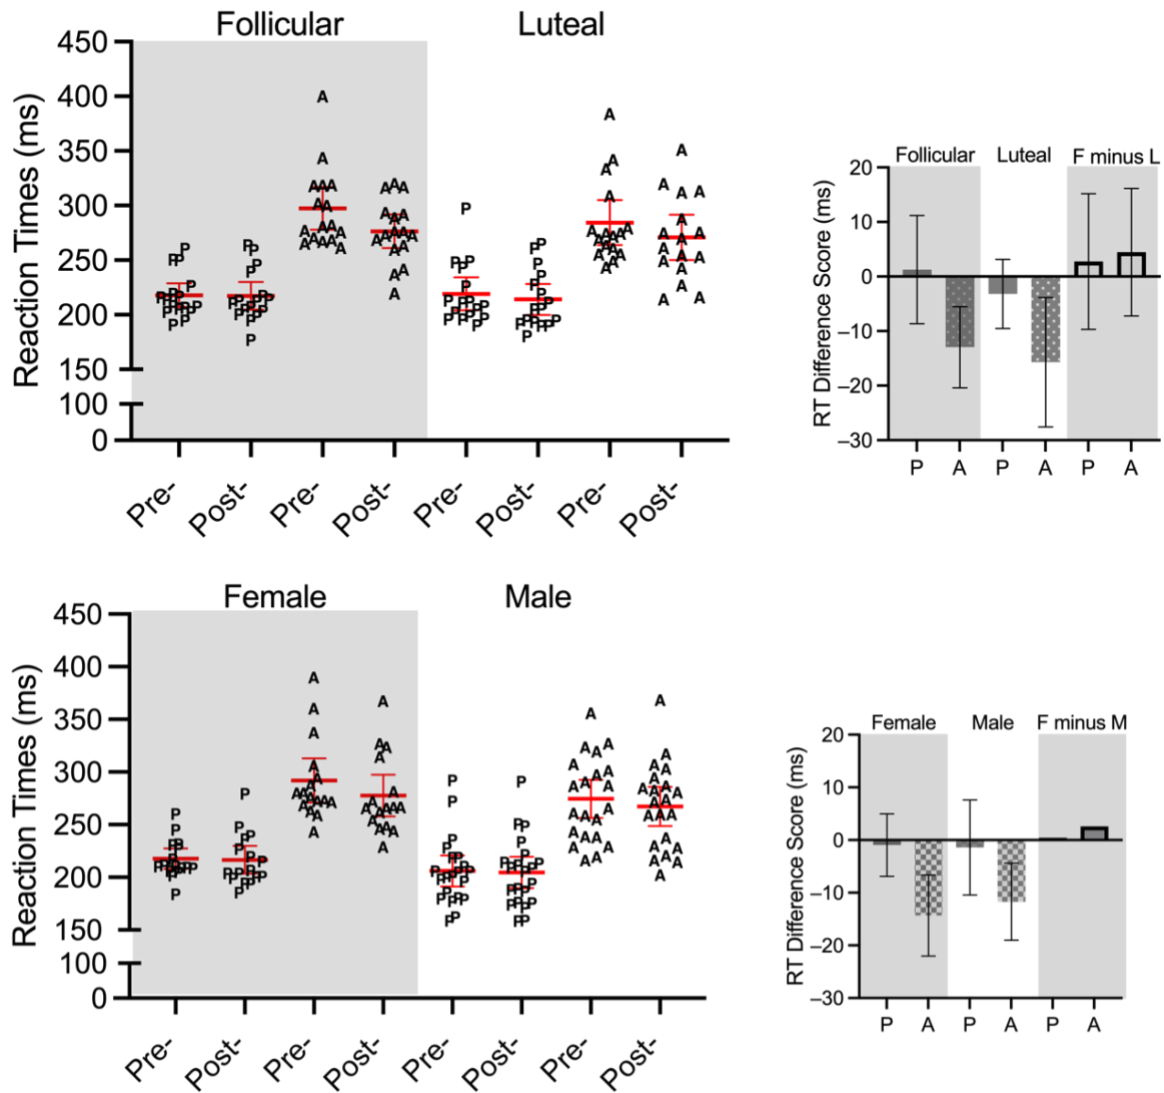 Follicular Luteal
Reaction Times (ms)
450
400
350
300
250
200
150
100
0
Pre- Post- Pre- Post- Pre- Post- Pre- Post-
Follicular Luteal F minus L
RT Difference Score (ms)
20
10
0
–10
–20
–30
P A P A P A
Female Male
Reaction Times (ms)
450
400
350
300
250
200
150
100
0
Pre- Post- Pre- Post- Pre- Post- Pre- Post-
Female Male F minus M
RT Difference Score (ms)
20
10
0
–10
–20
–30
P A P A P A